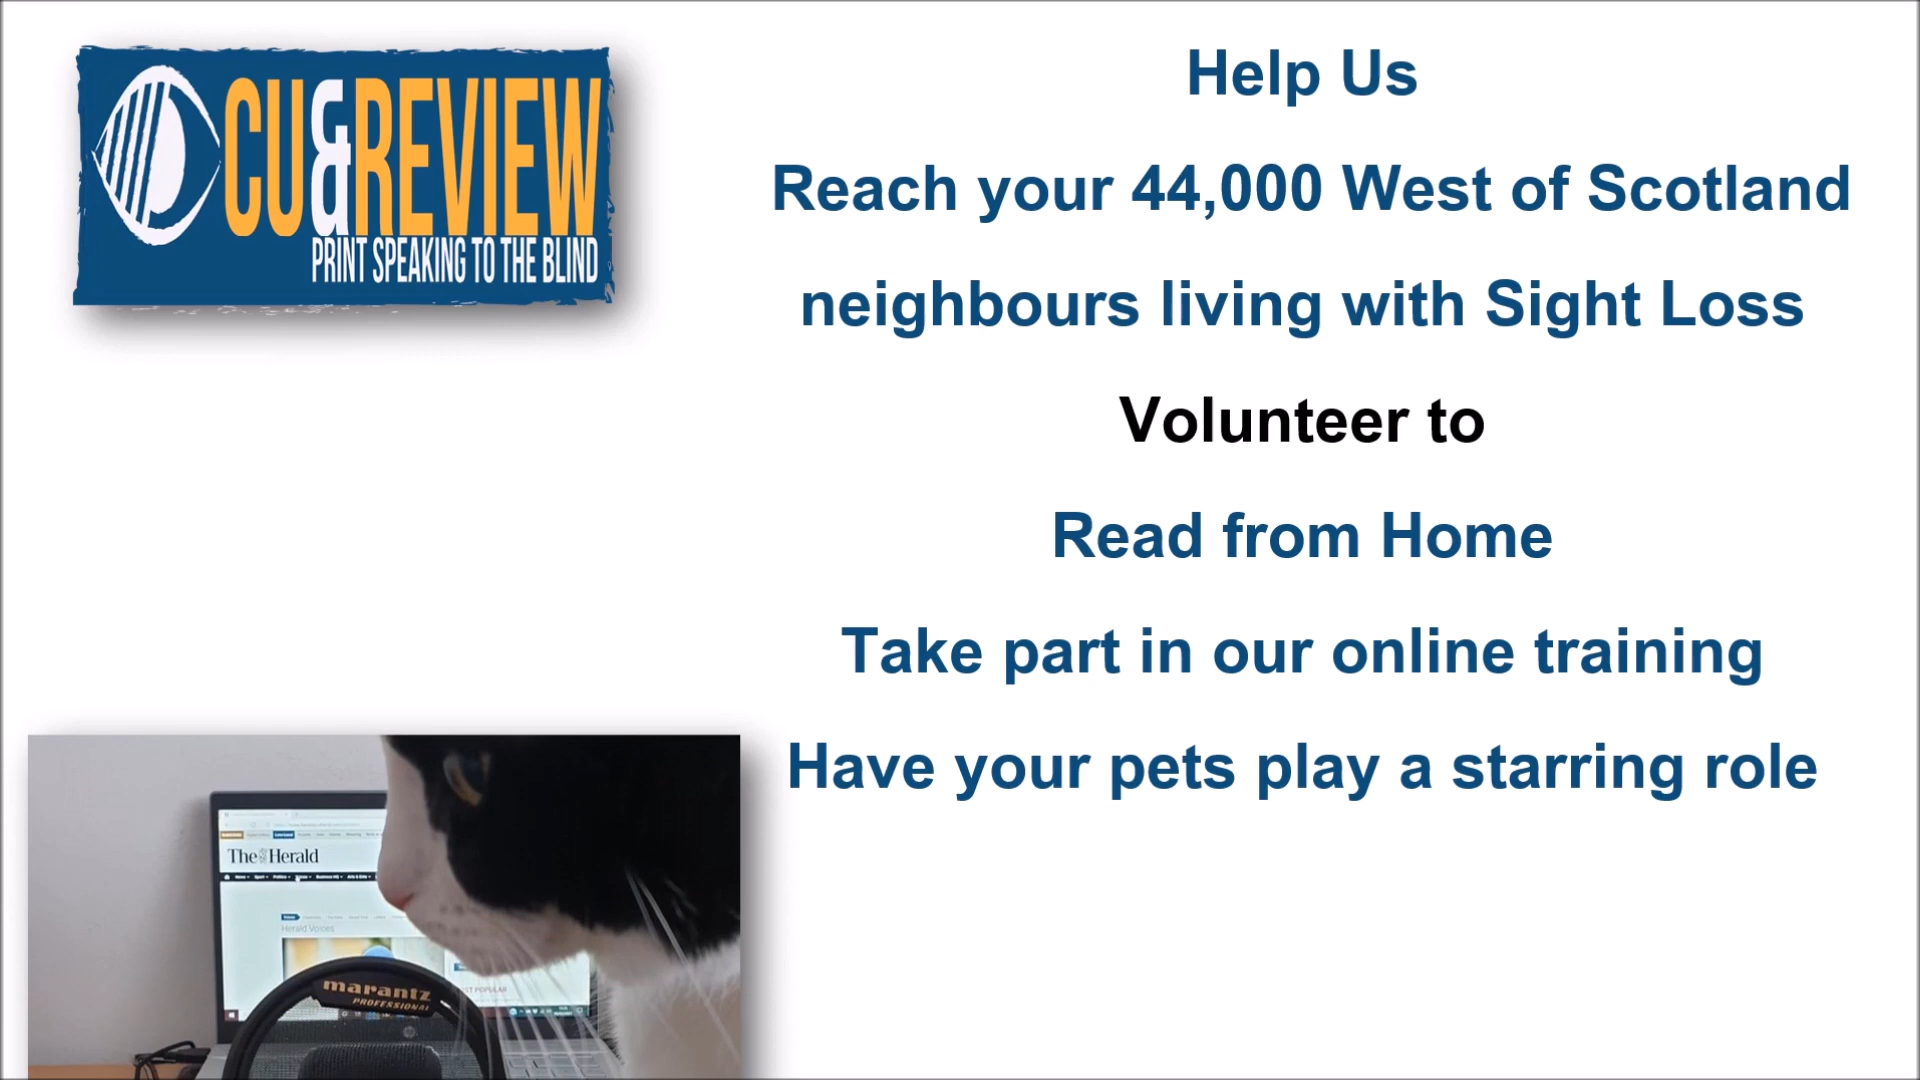 CU&REVIEW
PRINT SPEAKING TO THE BLIND
Help Us
Reach your 44,000 West of Scotland
neighbours living with Sight Loss
Volunteer to
Read from Home
Take part in our online training
Have your pets play a starring role
The Herald
Herald Voices
marantz
PROFESSIONAL